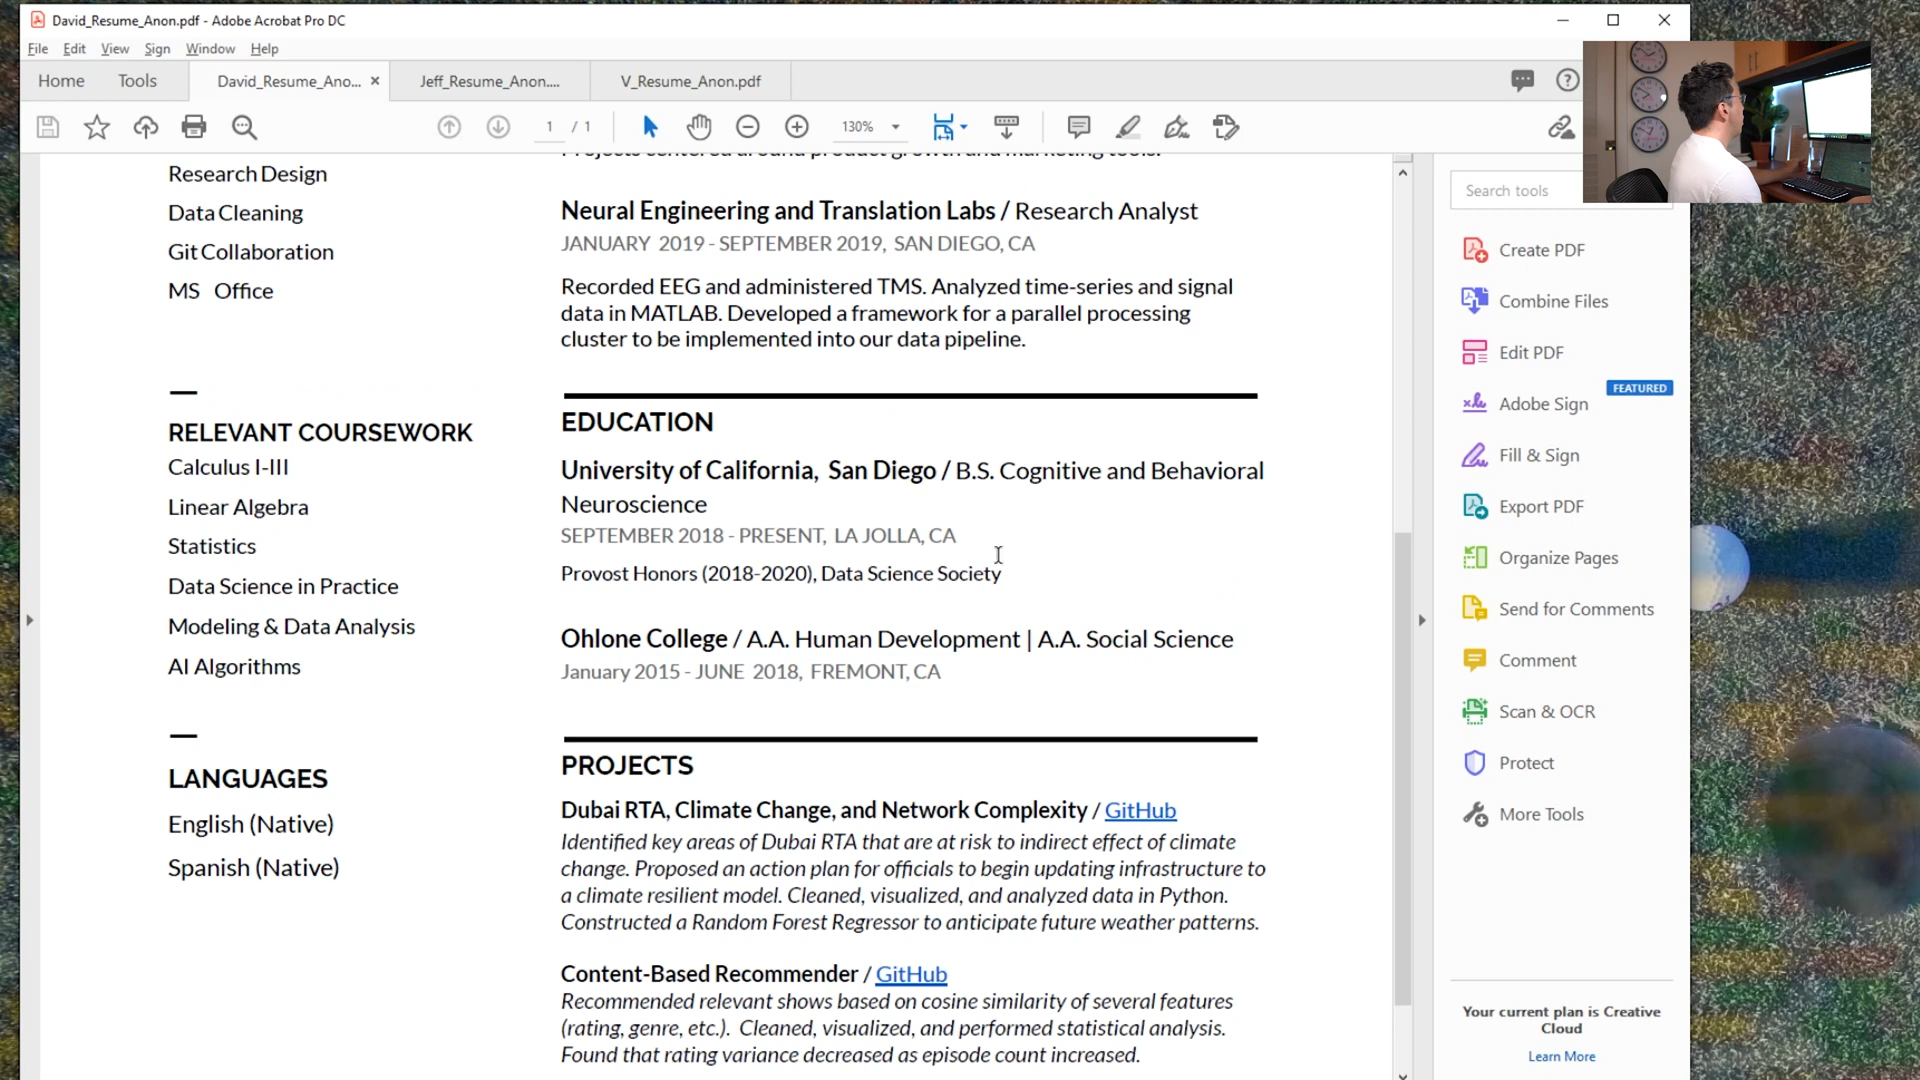 David_Resume_Anon.pdf - Adobe Acrobat Pro DC
File Edit View Sign Window Help
Home Tools David_Resume_Ano... Jeff_Resume_Anon.... V_Resume_Anon.pdf
1 / 1 130%
Research Design
Data Cleaning
Git Collaboration
MS Office
RELEVANT COURSEWORK
Calculus I-III
Linear Algebra
Statistics
Data Science in Practice
Modeling & Data Analysis
AI Algorithms
LANGUAGES
English (Native)
Spanish (Native)
Projects centered around product growth and marketing tools.
Neural Engineering and Translation Labs / Research Analyst
JANUARY 2019 - SEPTEMBER 2019, SAN DIEGO, CA
Recorded EEG and administered TMS. Analyzed time-series and signal
data in MATLAB. Developed a framework for a parallel processing
cluster to be implemented into our data pipeline.
EDUCATION
University of California, San Diego / B.S. Cognitive and Behavioral
Neuroscience
SEPTEMBER 2018 - PRESENT, LA JOLLA, CA
Provost Honors (2018-2020), Data Science Society
Ohlone College / A.A. Human Development | A.A. Social Science
January 2015 - JUNE 2018, FREMONT, CA
PROJECTS
Dubai RTA, Climate Change, and Network Complexity / GitHub
Identified key areas of Dubai RTA that are at risk to indirect effect of climate
change. Proposed an action plan for officials to begin updating infrastructure to
a climate resilient model. Cleaned, visualized, and analyzed data in Python.
Constructed a Random Forest Regressor to anticipate future weather patterns.
Content-Based Recommender / GitHub
Recommended relevant shows based on cosine similarity of several features
(rating, genre, etc.). Cleaned, visualized, and performed statistical analysis.
Found that rating variance decreased as episode count increased.
Search tools
Create PDF
Combine Files
Edit PDF
FEATURED
Adobe Sign
Fill & Sign
Export PDF
Organize Pages
Send for Comments
Comment
Scan & OCR
Protect
More Tools
Your current plan is Creative
Cloud
Learn More